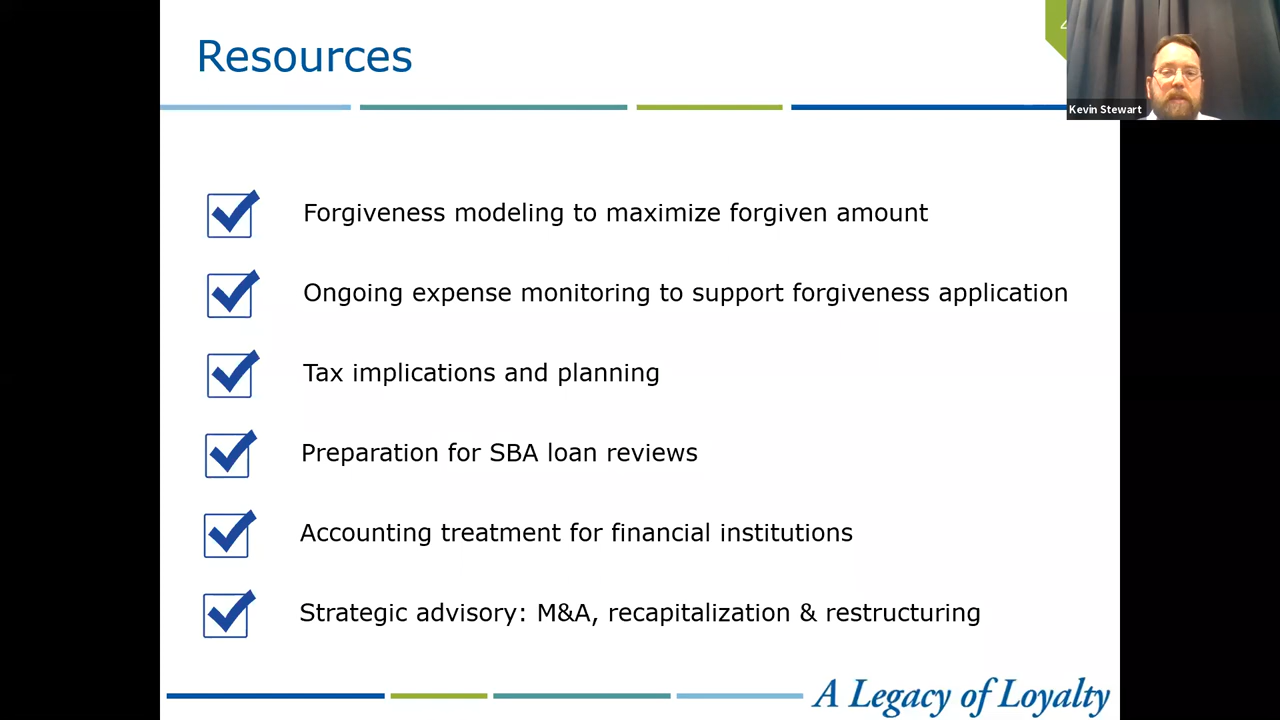 Resources
Kevin Stewart
Forgiveness modeling to maximize forgiven amount
Ongoing expense monitoring to support forgiveness application
Tax implications and planning
Preparation for SBA loan reviews
Accounting treatment for financial institutions
Strategic advisory: M&A, recapitalization & restructuring
A Legacy of Loyalty